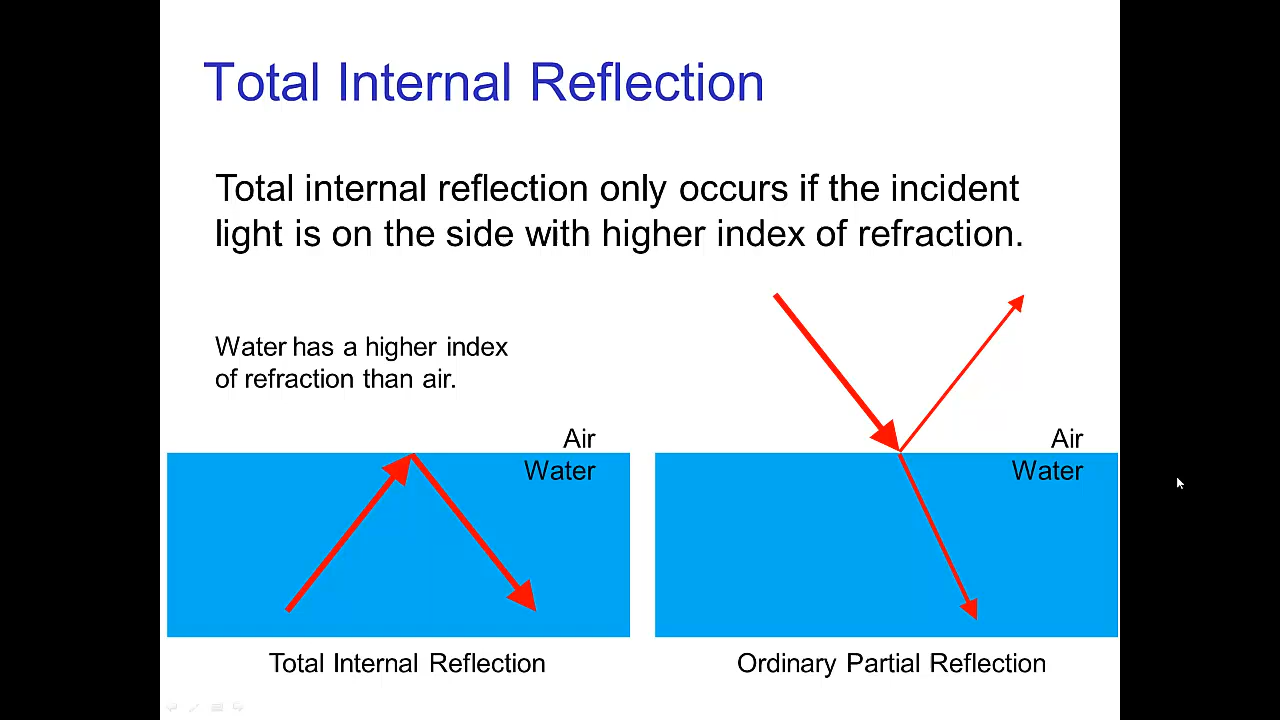 Total Internal Reflection
Total internal reflection only occurs if the incident
light is on the side with higher index of refraction.
Water has a higher index
of refraction than air.
Air
Water
Air
Water
Total Internal Reflection
Ordinary Partial Reflection